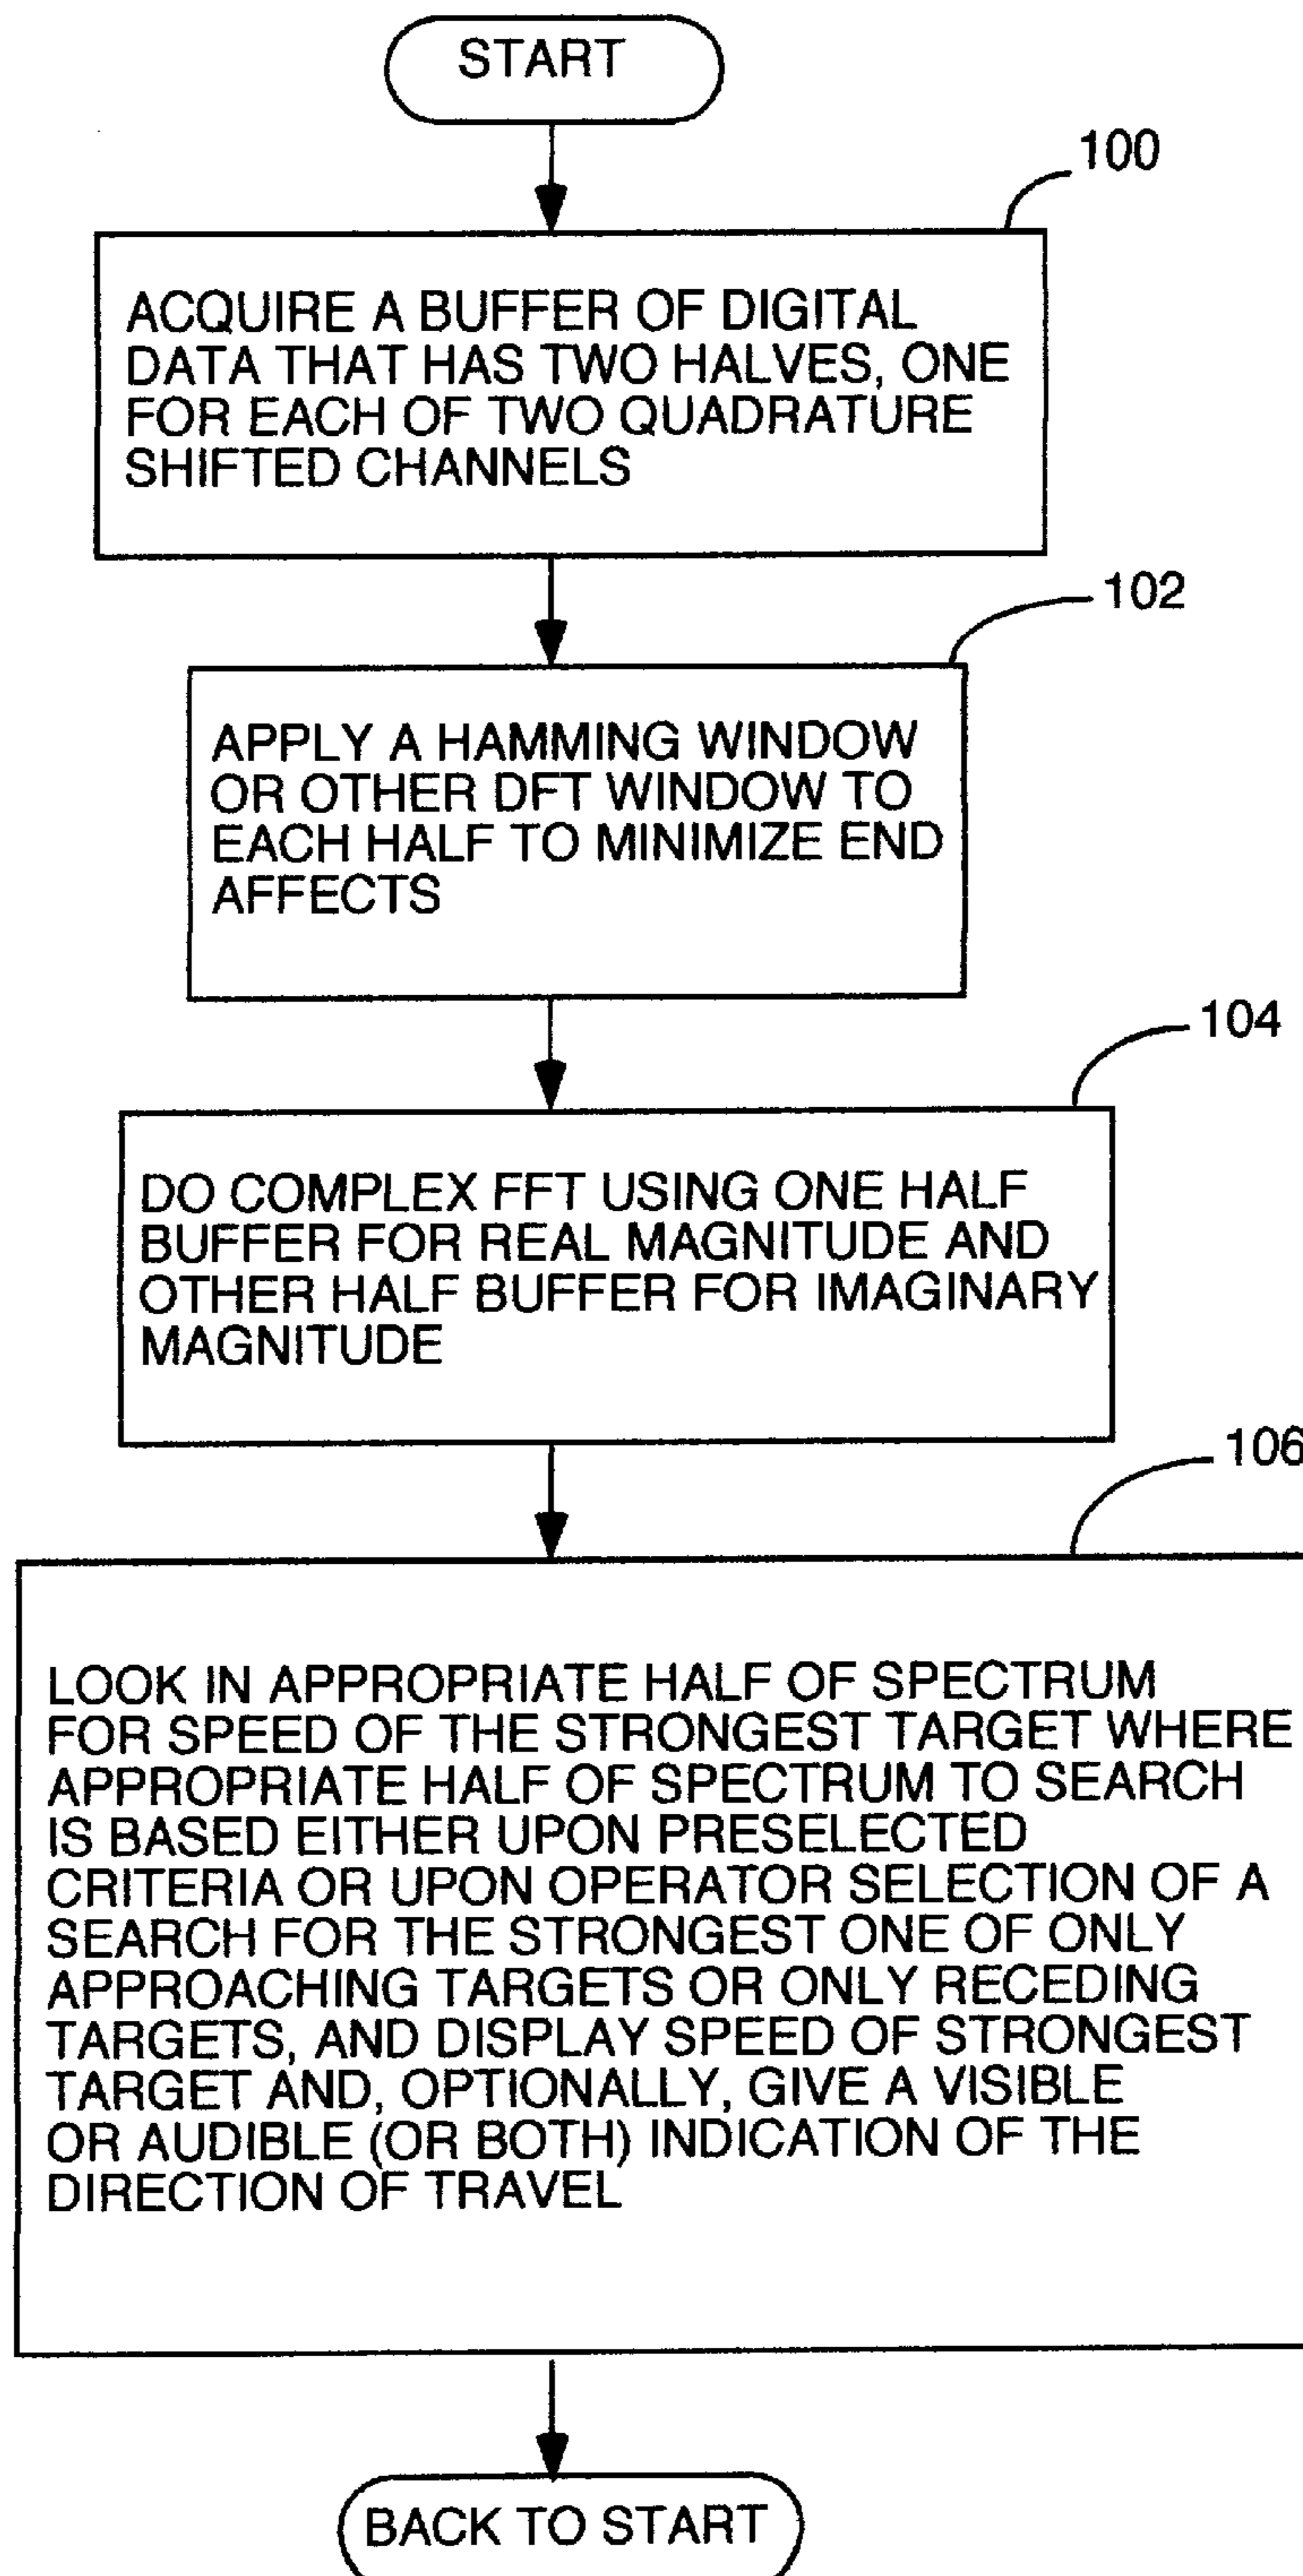 START
100
ACQUIRE A BUFFER OF DIGITAL
DATA THAT HAS TWO HALVES, ONE
FOR EACH OF TWO QUADRATURE
SHIFTED CHANNELS
102
APPLY A HAMMING WINDOW
OR OTHER DFT WINDOW TO
EACH HALF TO MINIMIZE END
AFFECTS
104
DO COMPLEX FFT USING ONE HALF
BUFFER FOR REAL MAGNITUDE AND
OTHER HALF BUFFER FOR IMAGINARY
MAGNITUDE
106
LOOK IN APPROPRIATE HALF OF SPECTRUM
FOR SPEED OF THE STRONGEST TARGET WHERE
APPROPRIATE HALF OF SPECTRUM TO SEARCH
IS BASED EITHER UPON PRESELECTED
CRITERIA OR UPON OPERATOR SELECTION OF A
SEARCH FOR THE STRONGEST ONE OF ONLY
APPROACHING TARGETS OR ONLY RECEDING
TARGETS, AND DISPLAY SPEED OF STRONGEST
TARGET AND, OPTIONALLY, GIVE A VISIBLE
OR AUDIBLE (OR BOTH) INDICATION OF THE
DIRECTION OF TRAVEL
BACK TO START